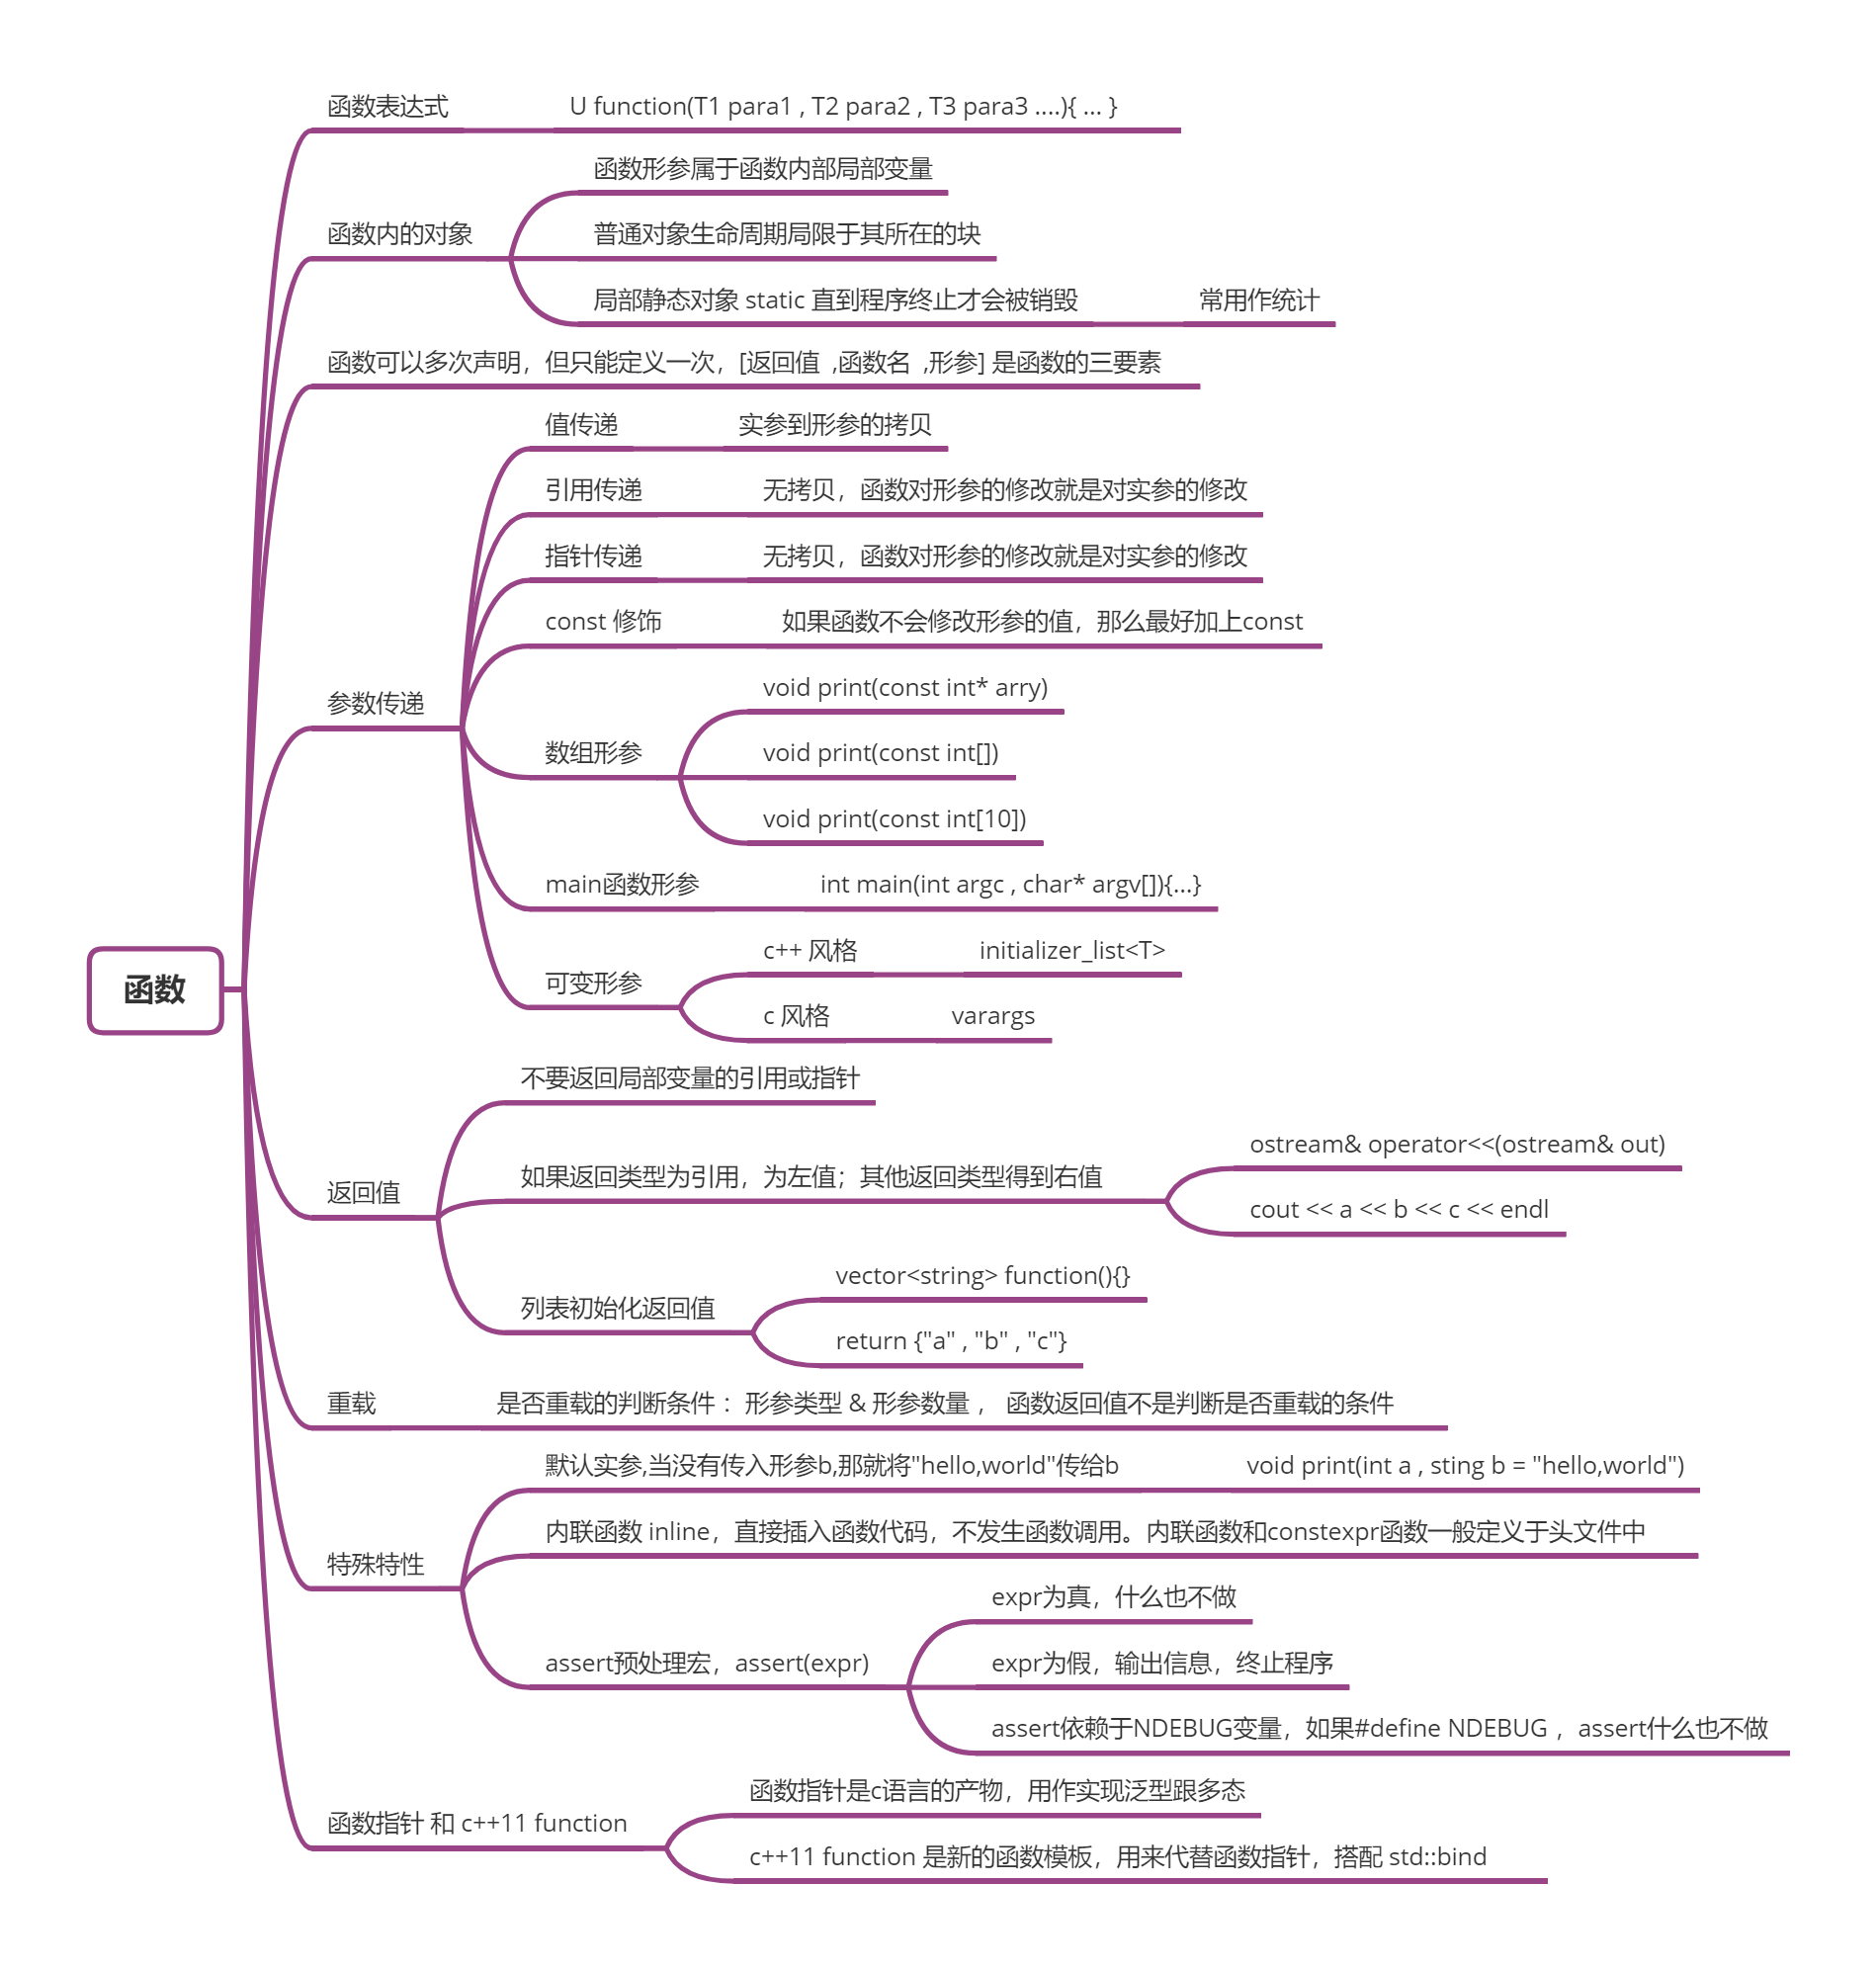 函数
函数表达式
U function(T1 para1 , T2 para2 , T3 para3 ....){ ... }
函数内的对象
函数形参属于函数内部局部变量
普通对象生命周期局限于其所在的块
局部静态对象 static 直到程序终止才会被销毁
常用作统计
函数可以多次声明，但只能定义一次，[返回值 ,函数名 ,形参] 是函数的三要素
参数传递
值传递
实参到形参的拷贝
引用传递
无拷贝，函数对形参的修改就是对实参的修改
指针传递
无拷贝，函数对形参的修改就是对实参的修改
const 修饰
如果函数不会修改形参的值，那么最好加上const
数组形参
void print(const int* arry)
void print(const int[])
void print(const int[10])
main函数形参
int main(int argc , char* argv[]){...}
可变形参
c++ 风格
initializer_list<T>
c 风格
varargs
返回值
不要返回局部变量的引用或指针
如果返回类型为引用，为左值；其他返回类型得到右值
ostream& operator<<(ostream& out)
cout << a << b << c << endl
列表初始化返回值
vector<string> function(){}
return {"a" , "b" , "c"}
重载
是否重载的判断条件： 形参类型 & 形参数量 ， 函数返回值不是判断是否重载的条件
特殊特性
默认实参,当没有传入形参b,那就将"hello,world"传给b
void print(int a , sting b = "hello,world")
内联函数 inline，直接插入函数代码，不发生函数调用。内联函数和constexpr函数一般定义于头文件中
assert预处理宏，assert(expr)
expr为真，什么也不做
expr为假，输出信息，终止程序
assert依赖于NDEBUG变量，如果#define NDEBUG ，assert什么也不做
函数指针 和 c++11 function
函数指针是c语言的产物，用作实现泛型跟多态
c++11 function 是新的函数模板，用来代替函数指针，搭配 std::bind